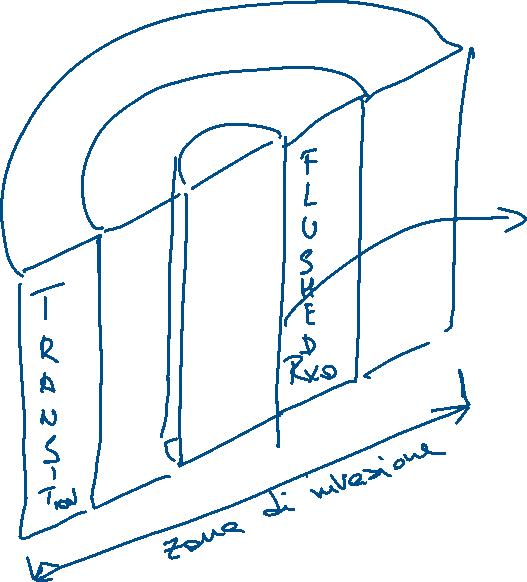 FLUSHED
RXO
TRANSITION
zona di invasione